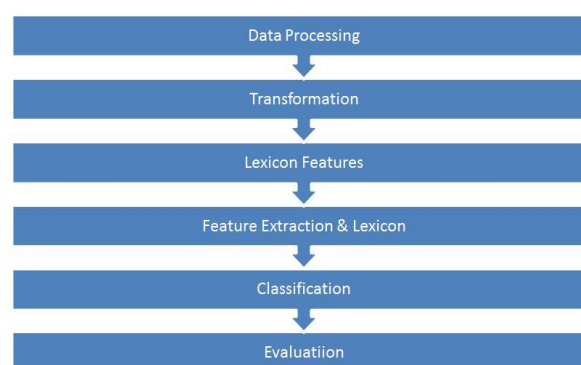 Data Processing
Transformation
Lexicon Features
Feature Extraction & Lexicon
Classification
Evaluatiion